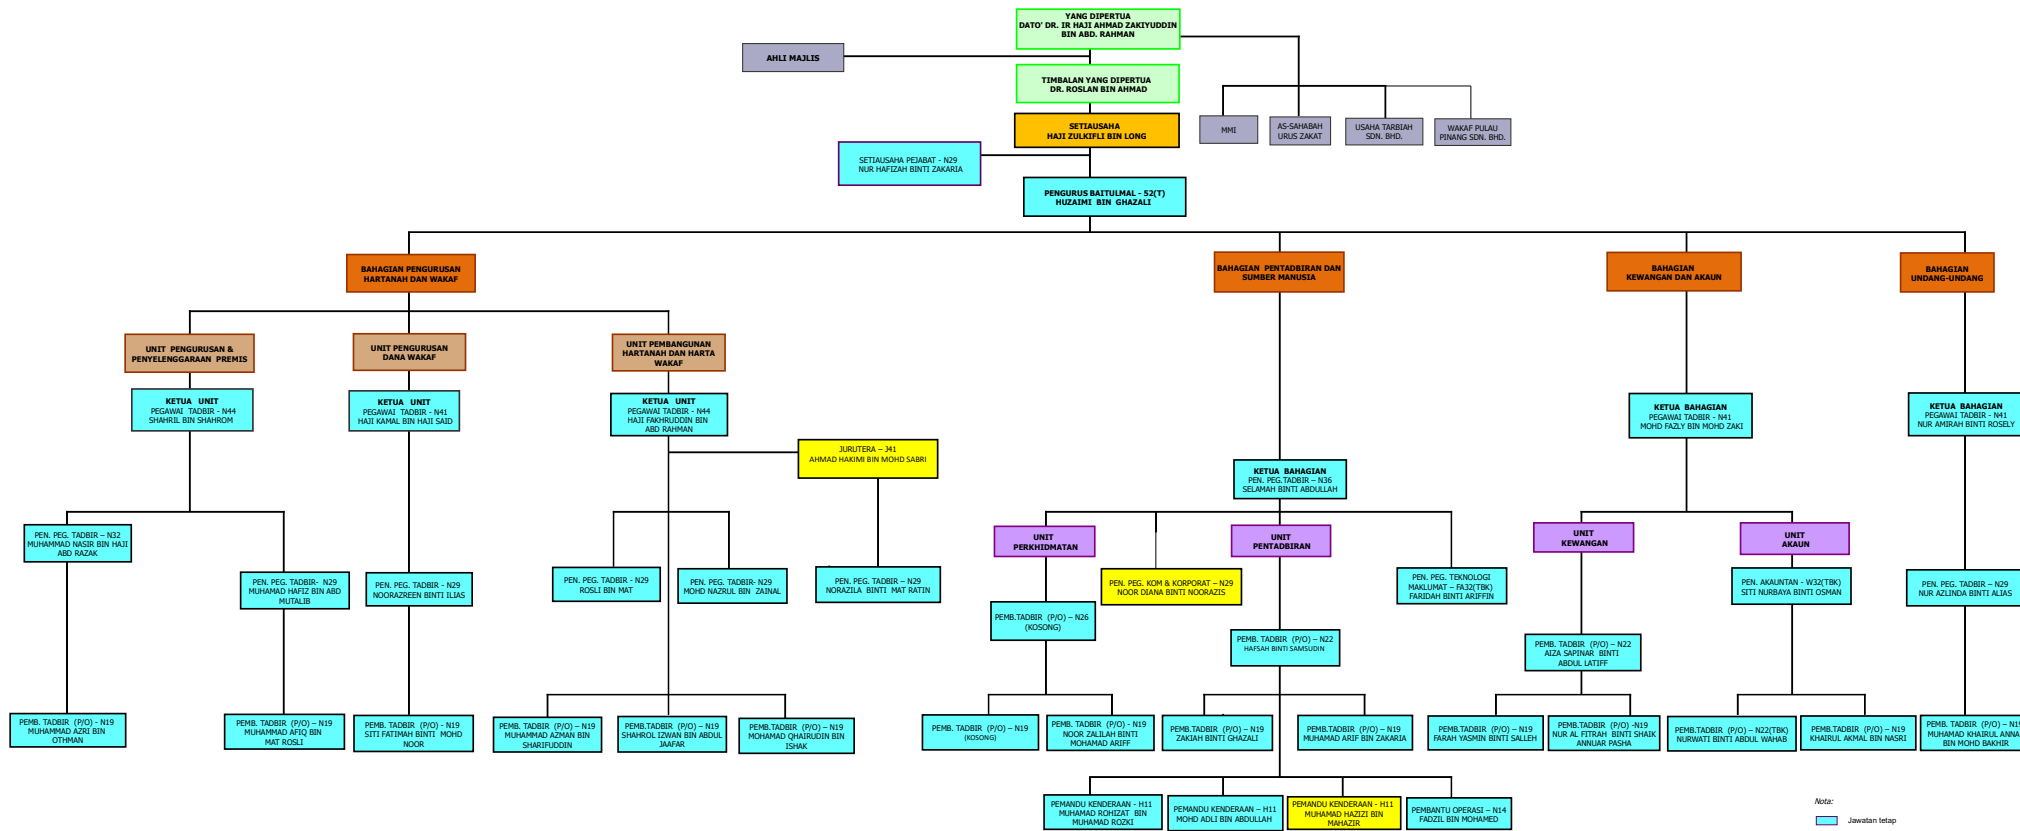 YANG DIPERTUA
DATO' DR. IR HAJI AHMAD ZAKIYUDDIN
BIN ABD. RAHMAN
AHLI MAJLIS
TIMBALAN YANG DIPERTUA
DR. ROSLAN BIN AHMAD
SETIAUSAHA
HAJI ZULKIFLI BIN LONG
MMI
AS-SAHABAH
URUS ZAKAT
USAHA TARBIAH
SDN. BHD.
WAKAF PULAU
PINANG SDN. BHD.
SETIAUSAHA PEJABAT - N29
NUR HAFIZAH BINTI ZAKARIA
PENGURUS BAITULMAL - 52(T)
HUZAIMI BIN GHAZALI
BAHAGIAN PENGURUSAN
HARTANAH DAN WAKAF
BAHAGIAN PENTADBIRAN DAN
SUMBER MANUSIA
BAHAGIAN
KEWANGAN DAN AKAUN
BAHAGIAN
UNDANG-UNDANG
UNIT PENGURUSAN &
PENYELENGGARAAN PREMIS
UNIT PENGURUSAN
DANA WAKAF
UNIT PEMBANGUNAN
HARTANAH DAN HARTA
WAKAF
KETUA UNIT
PEGAWAI TADBIR - N44
SHAHRIL BIN SHAHROM
KETUA UNIT
PEGAWAI TADBIR - N41
HAJI KAMAL BIN HAJI SAID
KETUA UNIT
PEGAWAI TADBIR - N44
HAJI FAKHRUDDIN BIN
ABD RAHMAN
KETUA BAHAGIAN
PEGAWAI TADBIR - N41
MOHD FAZLY BIN MOHD ZAKI
KETUA BAHAGIAN
PEGAWAI TADBIR - N41
NUR AMIRAH BINTI ROSELY
JURUTERA – J41
AHMAD HAKIMI BIN MOHD SABRI
KETUA BAHAGIAN
PEN. PEG.TADBIR – N36
SELAMAH BINTI ABDULLAH
PEN. PEG. TADBIR – N32
MUHAMMAD NASIR BIN HAJI
ABD RAZAK
UNIT
PERKHIDMATAN
UNIT
PENTADBIRAN
UNIT
KEWANGAN
UNIT
AKAUN
PEN. PEG. TADBIR- N29
MUHAMAD HAFIZ BIN ABD
MUTALIB
PEN. PEG. TADBIR - N29
NOORAZREEN BINTI ILIAS
PEN. PEG. TADBIR - N29
ROSLI BIN MAT
PEN. PEG. TADBIR- N29
MOHD NAZRUL BIN ZAINAL
PEN. PEG. TADBIR – N29
NORAZILA BINTI MAT RATIN
PEN. PEG. KOM & KORPORAT – N29
NOOR DIANA BINTI NOORAZIS
PEN. PEG. TEKNOLOGI
MAKLUMAT – FA32(TBK)
FARIDAH BINTI ARIFFIN
PEN. AKAUNTAN - W32(TBK)
SITI NURBAYA BINTI OSMAN
PEN. PEG. TADBIR – N29
NUR AZLINDA BINTI ALIAS
PEMB.TADBIR (P/O) – N26
(KOSONG)
PEMB. TADBIR (P/O) – N22
HAFSAH BINTI SAMSUDIN
PEMB. TADBIR (P/O) – N22
AIZA SAPINAR BINTI
ABDUL LATIFF
PEMB. TADBIR (P/O) - N19
MUHAMMAD AZRI BIN
OTHMAN
PEMB. TADBIR (P/O) – N19
MUHAMMAD AFIQ BIN
MAT ROSLI
PEMB. TADBIR (P/O) - N19
SITI FATIMAH BINTI MOHD
NOOR
PEMB. TADBIR (P/O) – N19
MUHAMMAD AZMAN BIN
SHARIFUDDIN
PEMB.TADBIR (P/O) – N19
SHAHROL IZWAN BIN ABDUL
JAAFAR
PEMB.TADBIR (P/O) – N19
MOHAMAD QHAIRUDIN BIN
ISHAK
PEMB. TADBIR (P/O) – N19
(KOSONG)
PEMB. TADBIR (P/O) - N19
NOOR ZALILAH BINTI
MOHAMAD ARIFF
PEMB.TADBIR (P/O) – N19
ZAKIAH BINTI GHAZALI
PEMB.TADBIR (P/O) – N19
MUHAMAD ARIF BIN ZAKARIA
PEMB.TADBIR (P/O) – N19
FARAH YASMIN BINTI SALLEH
PEMB.TADBIR (P/O) -N19
NUR AL FITRAH BINTI SHAIK
ANNUAR PASHA
PEMB.TADBIR (P/O) – N22(TBK)
NURWATI BINTI ABDUL WAHAB
PEMB.TADBIR (P/O) – N19
KHAIRUL AKMAL BIN NASRI
PEMB. TADBIR (P/O) – N19
MUHAMAD KHAIRUL ANNA
BIN MOHD BAKHIR
PEMANDU KENDERAAN - H11
MUHAMAD ROHIZAT BIN
MUHAMAD ROZKI
PEMANDU KENDERAAN – H11
MOHD ADLI BIN ABDULLAH
PEMANDU KENDERAAN - H11
MUHAMAD HAZIZI BIN
MAHAZIR
PEMBANTU OPERASI – N14
FADZIL BIN MOHAMED
Nota:
Jawatan tetap